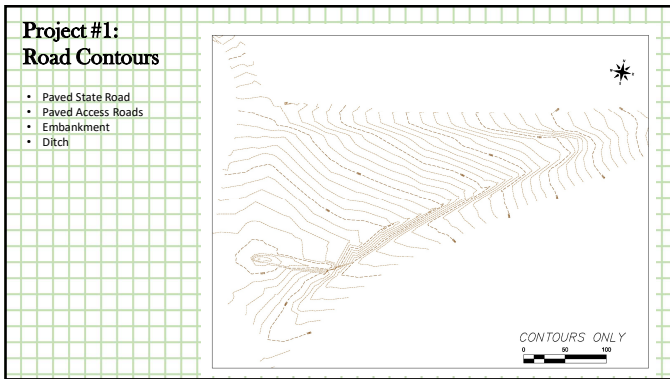 Project #1:
Road Contours
• Paved State Road
• Paved Access Roads
• Embankment
• Ditch
CONTOURS ONLY
0 50 100